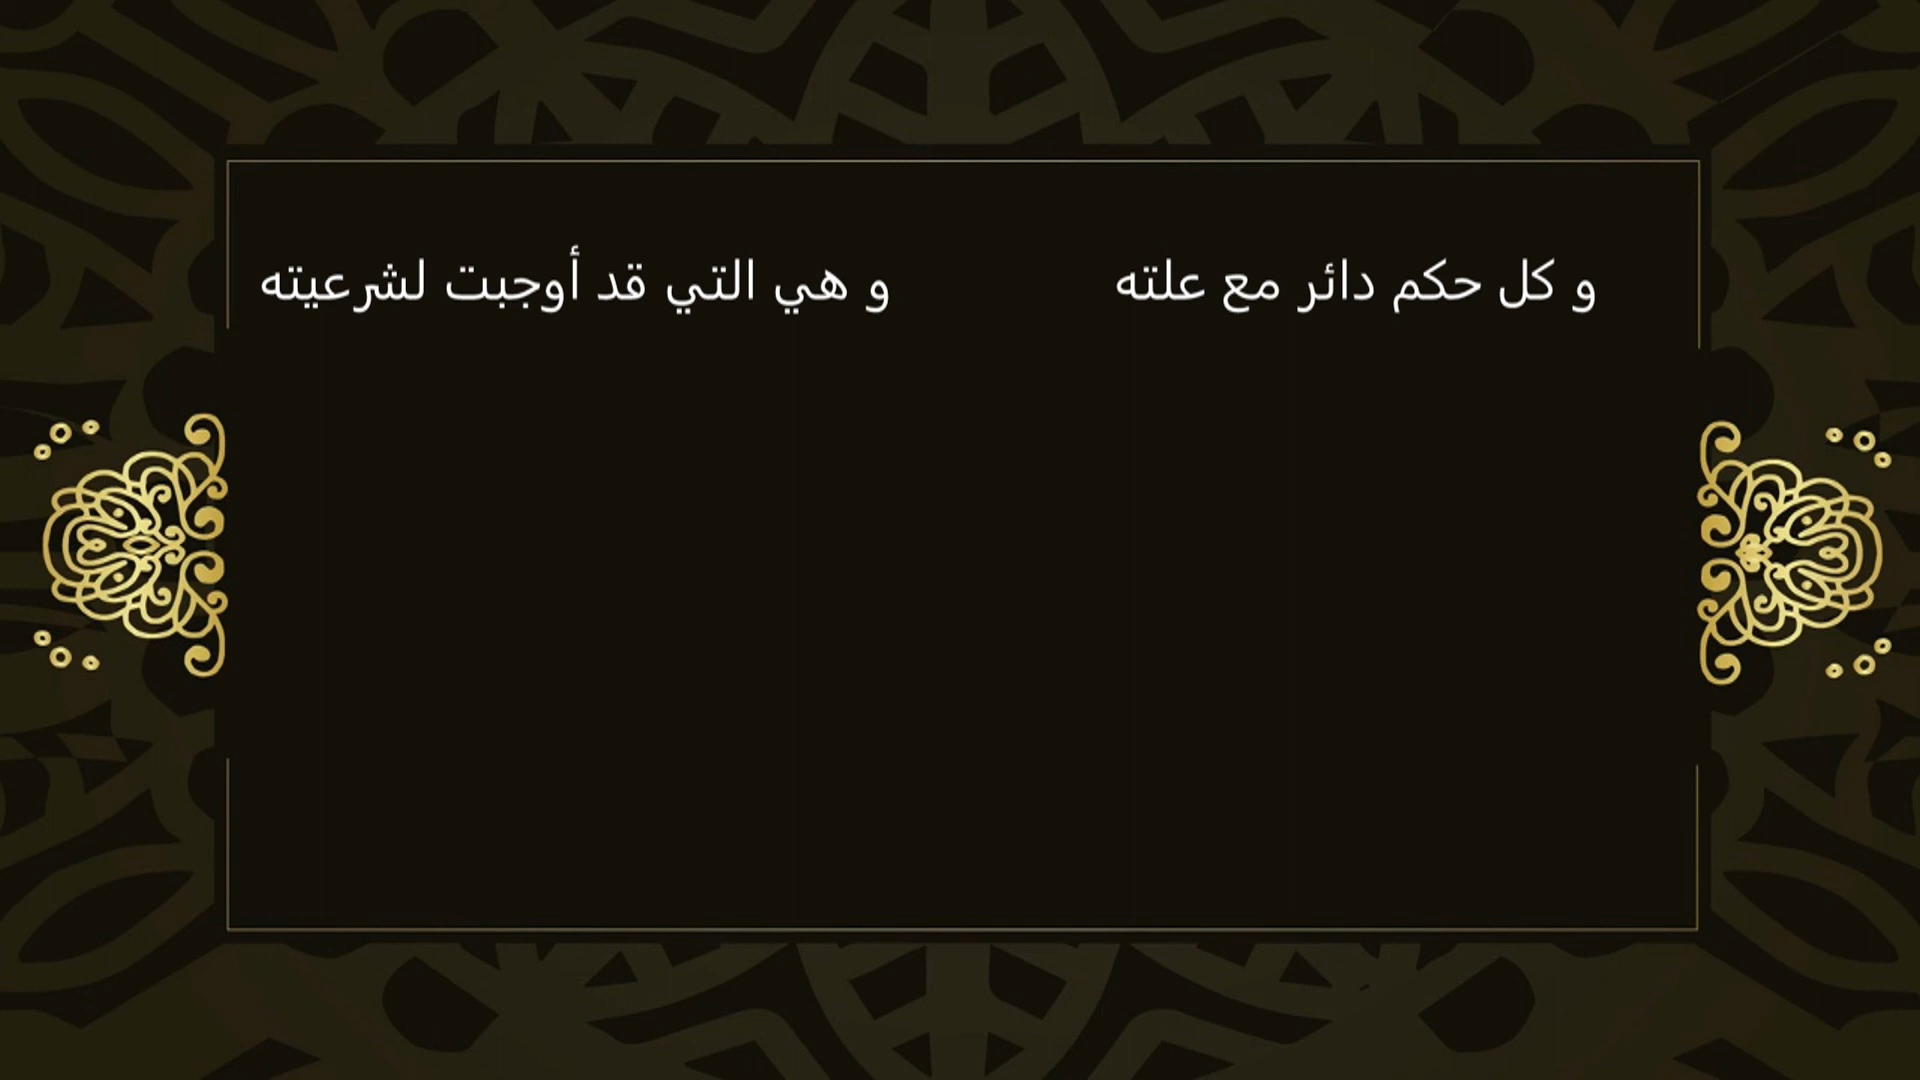 و كل حكم دائر مع علته و هي التي قد أوجبت لشرعيته